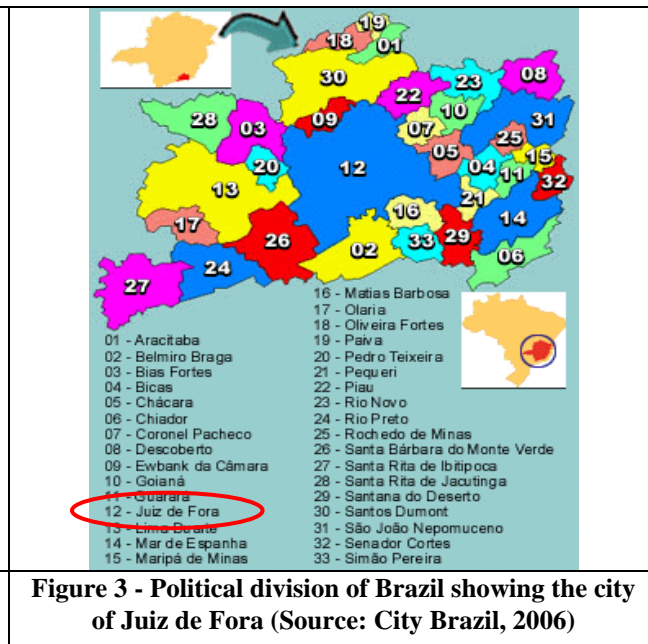 19
18
01
30
08
23
22
10
28
09
31
03
07
25
05
15
20
12
04
11
32
13
21
16
14
17
26
33
29
02
06
24
27
16 - Matias Barbosa
17 - Olaria
18 - Oliveira Fortes
19 - Paiva
20 - Pedro Teixeira
21 - Pequeri
22 - Piau
23 - Rio Novo
24 - Rio Preto
25 - Rochedo de Minas
26 - Santa Bárbara do Monte Verde
27 - Santa Rita de Ibitipoca
28 - Santa Rita de Jacutinga
29 - Santana do Deserto
30 - Santos Dumont
31 - São João Nepomuceno
32 - Senador Cortes
33 - Simão Pereira
01 - Aracitaba
02 - Belmiro Braga
03 - Bias Fortes
04 - Bicas
05 - Chácara
06 - Chiador
07 - Coronel Pacheco
08 - Descoberto
09 - Ewbank da Câmara
10 - Goianá
11 - Guarará
12 - Juiz de Fora
13 - Lima Duarte
14 - Mar de Espanha
15 - Maripá de Minas
Figure 3 - Political division of Brazil showing the city
of Juiz de Fora (Source: City Brazil, 2006)